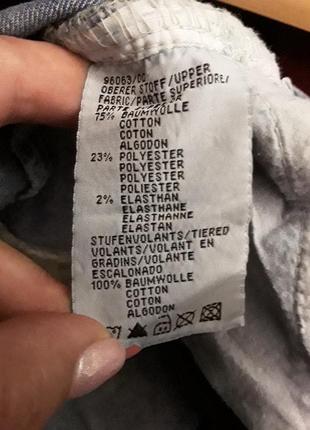 96063/00
OBERER STOFF/UPPER
FABRIC/PARTE SUPERIORE/
PARTE
75% BAUMWOLLE
COTTON
COTON
ALGODON
23% POLYESTER
POLYESTER
POLYESTER
POLIESTER
2% ELASTHAN
ELASTHANE
ELASTHANNE
ELASTAN
STUFENVOLANTS/TIERED
VOLANTS/VOLANT EN
GRADINS/VOLANTE
ESCALONADO
100% BAUMWOLLE
COTTON
COTON
ALGODON